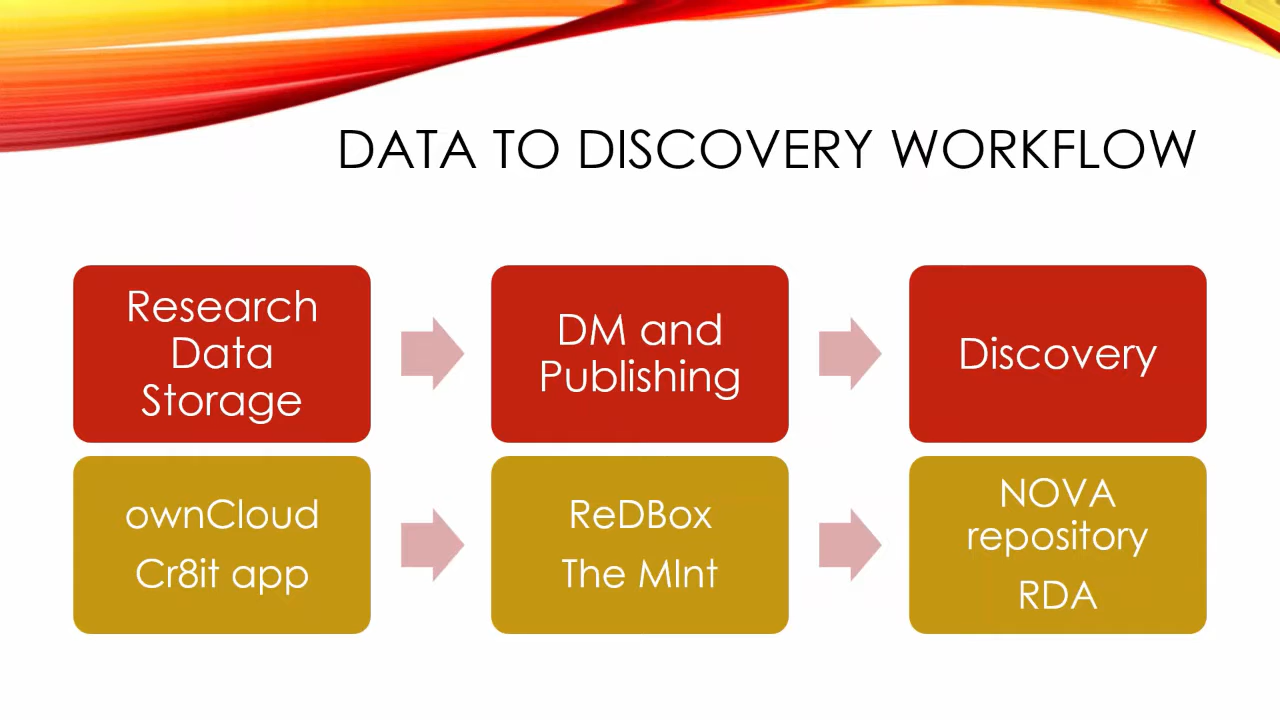 DATA TO DISCOVERY WORKFLOW
Research
Data
Storage
DM and
Publishing
Discovery
ownCloud
Cr8it app
ReDBox
The MInt
NOVA
repository
RDA